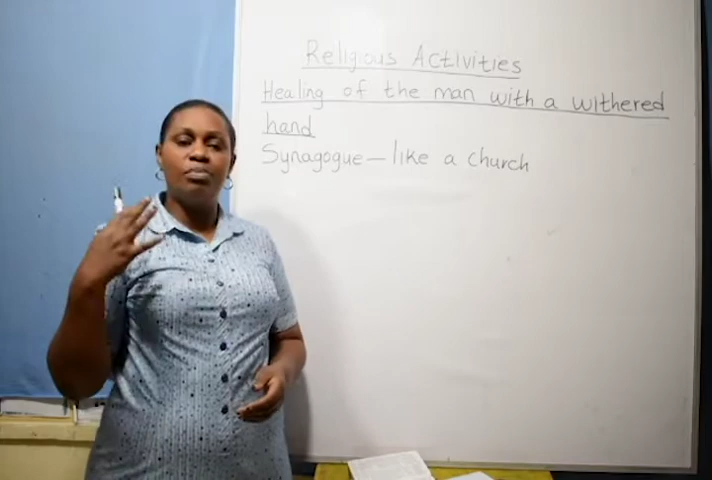 Religious Activities
Healing of the man with a withered
hand
Synagogue – like a church